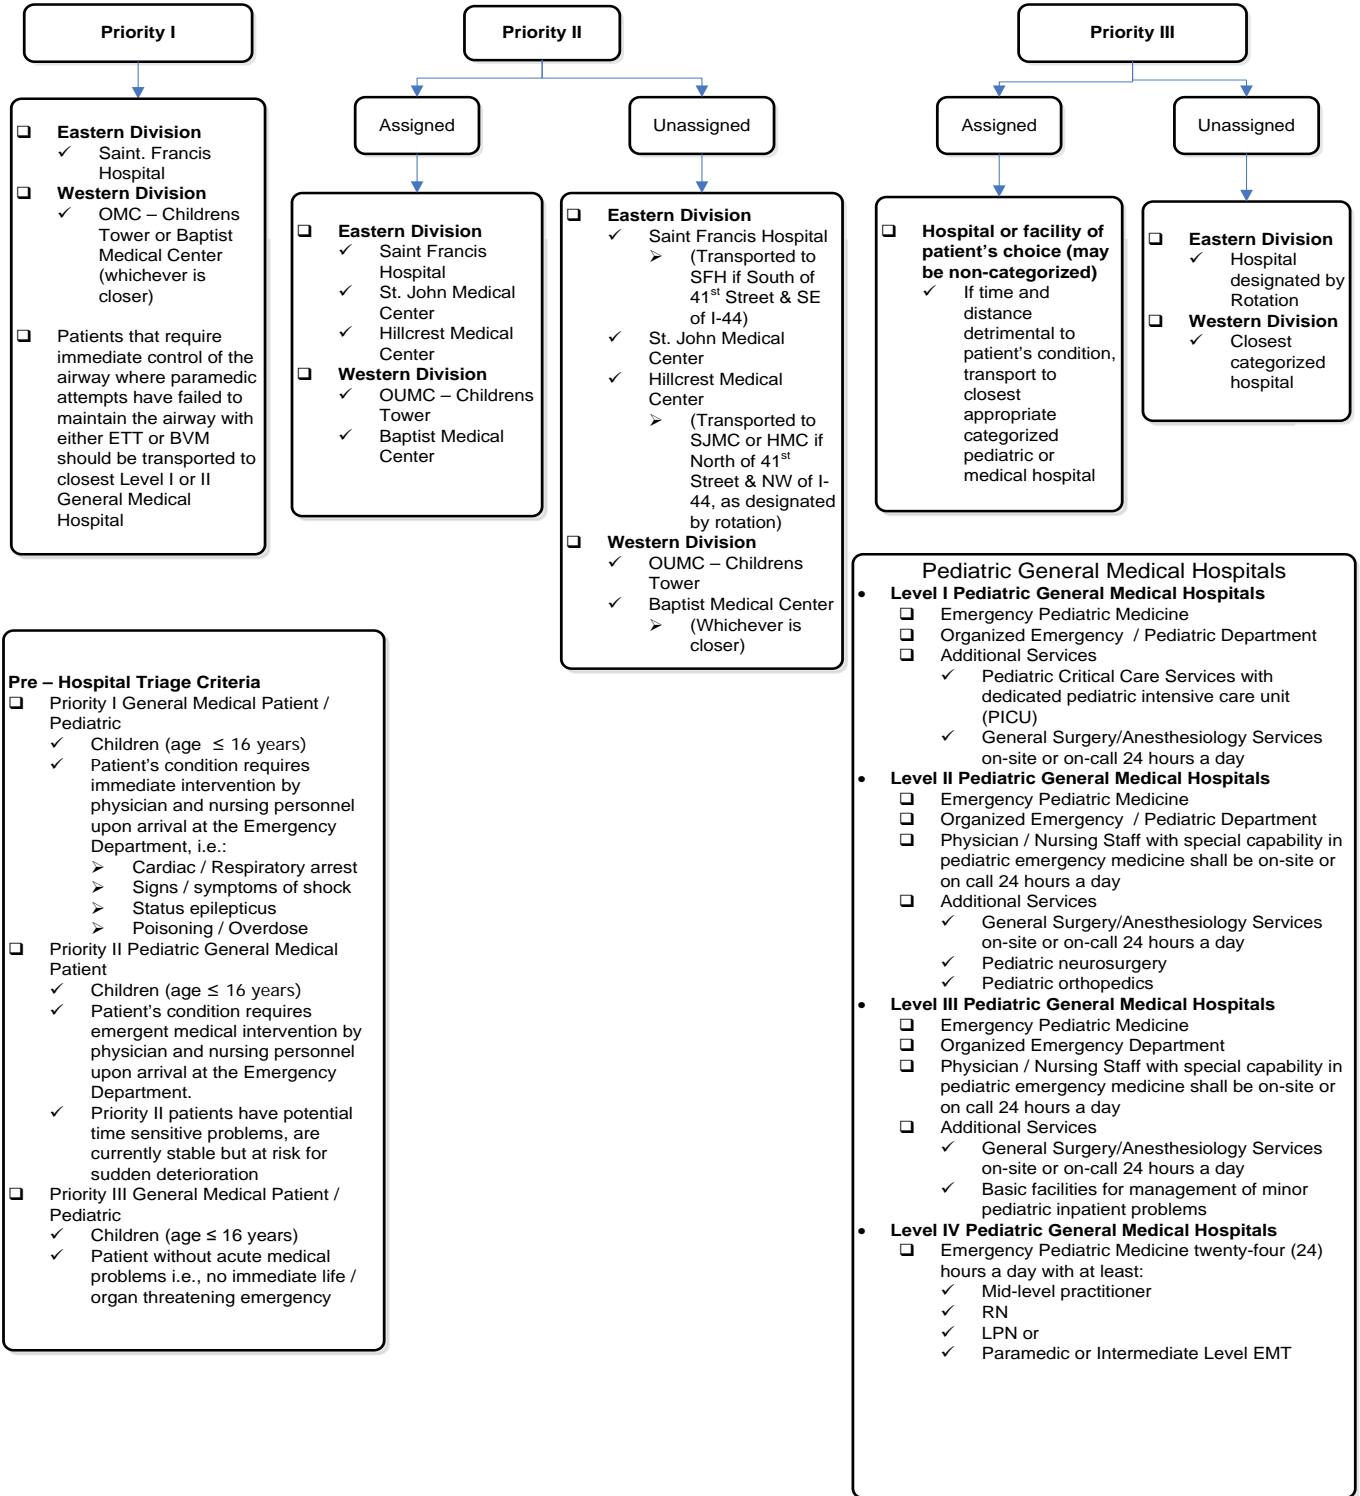 Priority I
Eastern Division
Saint. Francis
Hospital
Western Division
OMC – Childrens
Tower or Baptist
Medical Center
(whichever is
closer)
Patients that require
immediate control of the
airway where paramedic
attempts have failed to
maintain the airway with
either ETT or BVM
should be transported to
closest Level I or II
General Medical
Hospital
Priority II
Assigned
Unassigned
Eastern Division
Saint Francis
Hospital
St. John Medical
Center
Hillcrest Medical
Center
Western Division
OUMC – Childrens
Tower
Baptist Medical
Center
Eastern Division
Saint Francis Hospital
(Transported to
SFH if South of
41st Street & SE
of I-44)
St. John Medical
Center
Hillcrest Medical
Center
(Transported to
SJMC or HMC if
North of 41st
Street & NW of I-
44, as designated
by rotation)
Western Division
OUMC – Childrens
Tower
Baptist Medical Center
(Whichever is
closer)
Priority III
Assigned
Unassigned
Hospital or facility of
patient’s choice (may
be non-categorized)
If time and
distance
detrimental to
patient’s condition,
transport to
closest
appropriate
categorized
pediatric or
medical hospital
Eastern Division
Hospital
designated by
Rotation
Western Division
Closest
categorized
hospital
Pre – Hospital Triage Criteria
Priority I General Medical Patient /
Pediatric
Children (age ≤ 16 years)
Patient’s condition requires
immediate intervention by
physician and nursing personnel
upon arrival at the Emergency
Department, i.e.:
Cardiac / Respiratory arrest
Signs / symptoms of shock
Status epilepticus
Poisoning / Overdose
Priority II Pediatric General Medical
Patient
Children (age ≤ 16 years)
Patient’s condition requires
emergent medical intervention by
physician and nursing personnel
upon arrival at the Emergency
Department.
Priority II patients have potential
time sensitive problems, are
currently stable but at risk for
sudden deterioration
Priority III General Medical Patient /
Pediatric
Children (age ≤ 16 years)
Patient without acute medical
problems i.e., no immediate life /
organ threatening emergency
Pediatric General Medical Hospitals
Level I Pediatric General Medical Hospitals
Emergency Pediatric Medicine
Organized Emergency / Pediatric Department
Additional Services
Pediatric Critical Care Services with
dedicated pediatric intensive care unit
(PICU)
General Surgery/Anesthesiology Services
on-site or on-call 24 hours a day
Level II Pediatric General Medical Hospitals
Emergency Pediatric Medicine
Organized Emergency / Pediatric Department
Physician / Nursing Staff with special capability in
pediatric emergency medicine shall be on-site or
on call 24 hours a day
Additional Services
General Surgery/Anesthesiology Services
on-site or on-call 24 hours a day
Pediatric neurosurgery
Pediatric orthopedics
Level III Pediatric General Medical Hospitals
Emergency Pediatric Medicine
Organized Emergency Department
Physician / Nursing Staff with special capability in
pediatric emergency medicine shall be on-site or
on call 24 hours a day
Additional Services
General Surgery/Anesthesiology Services
on-site or on-call 24 hours a day
Basic facilities for management of minor
pediatric inpatient problems
Level IV Pediatric General Medical Hospitals
Emergency Pediatric Medicine twenty-four (24)
hours a day with at least:
Mid-level practitioner
RN
LPN or
Paramedic or Intermediate Level EMT